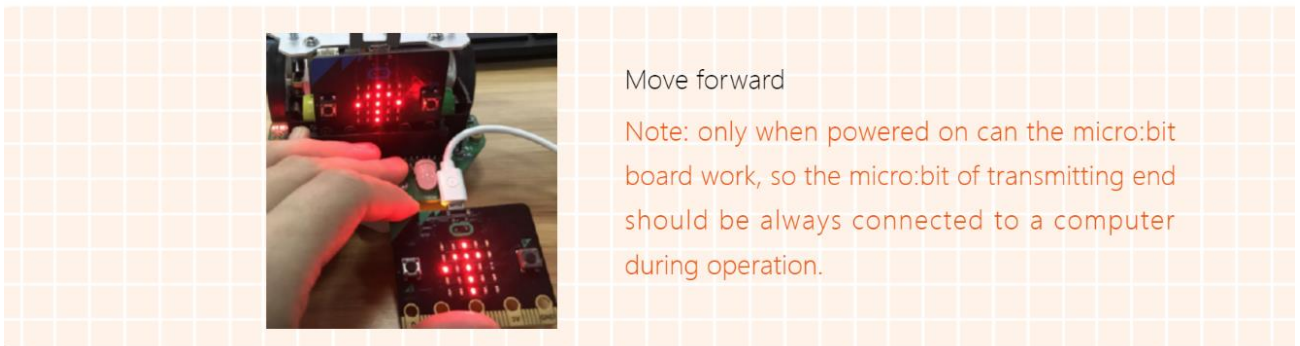 Move forward
Note: only when powered on can the micro:bit
board work, so the micro:bit of transmitting end
should be always connected to a computer
during operation.